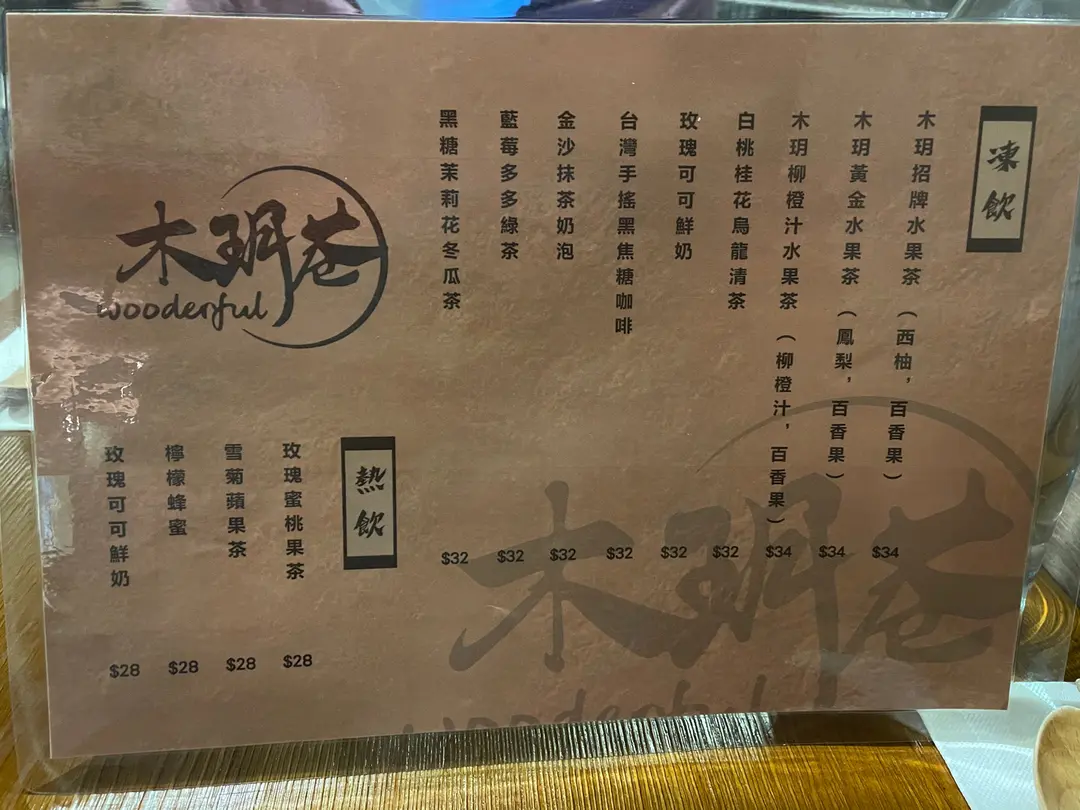 凍飲
木玥招牌水果茶（西柚，百香果） $34
木玥黃金水果茶（鳳梨，百香果） $34
木玥柳橙汁水果茶（柳橙汁，百香果） $34
白桃桂花烏龍清茶 $32
玫瑰可可鮮奶 $32
台灣手搖黑焦糖咖啡 $32
金沙抹茶奶泡 $32
藍莓多多綠茶 $32
黑糖茉莉花冬瓜茶 $32
木玥巷
wooderful
熱飲
玫瑰蜜桃果茶 $28
雪菊蘋果茶 $28
檸檬蜂蜜 $28
玫瑰可可鮮奶 $28
木玥巷
wooderful